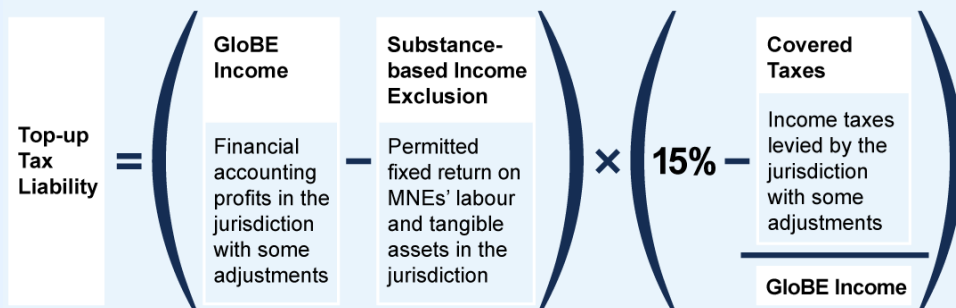 Top-up
Tax
Liability
=
GloBE
Income
Financial
accounting
profits in the
jurisdiction
with some
adjustments
–
Substance-
based Income
Exclusion
Permitted
fixed return on
MNEs' labour
and tangible
assets in the
jurisdiction
×
15% –
Covered
Taxes
Income taxes
levied by the
jurisdiction
with some
adjustments
GloBE Income